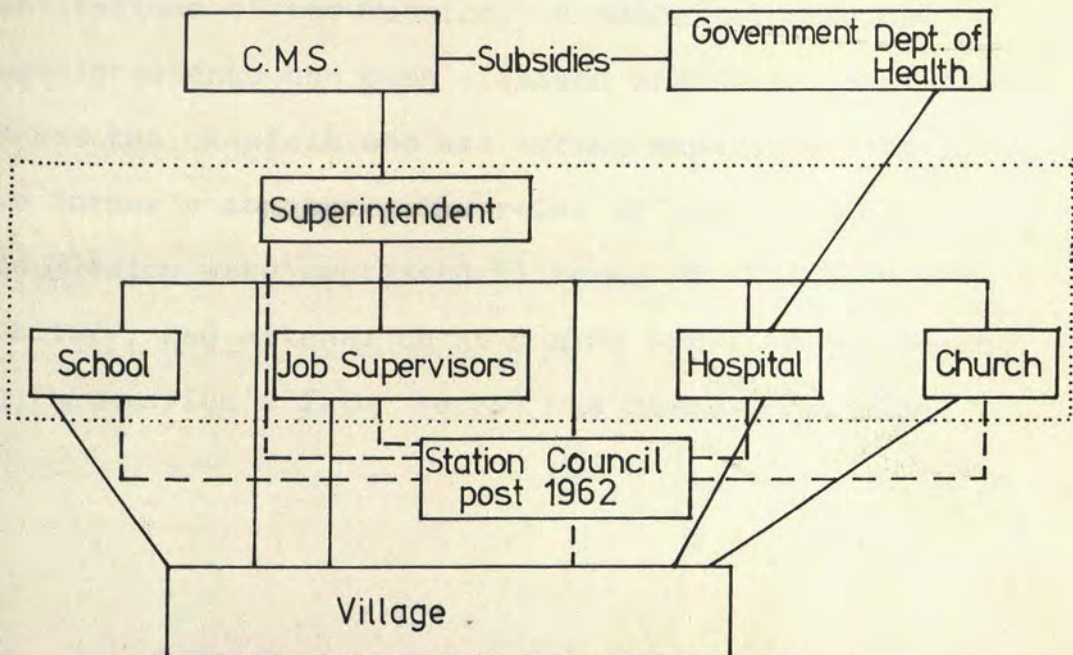 C.M.S.
Subsidies
Government Dept. of
Health
Superintendent
School
Job Supervisors
Hospital
Church
Station Council
post 1962
Village